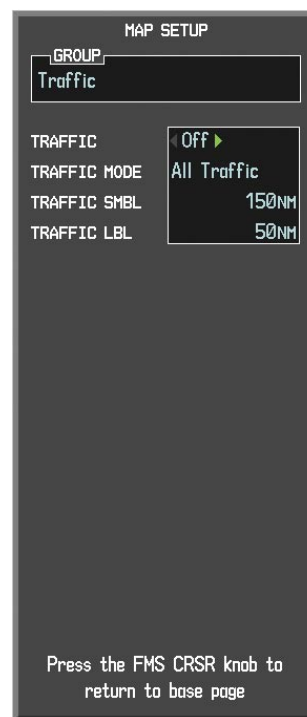 MAP SETUP
GROUP
Traffic
TRAFFIC Off
TRAFFIC MODE All Traffic
TRAFFIC SMBL 150NM
TRAFFIC LBL 50NM
Press the FMS CRSR knob to
return to base page